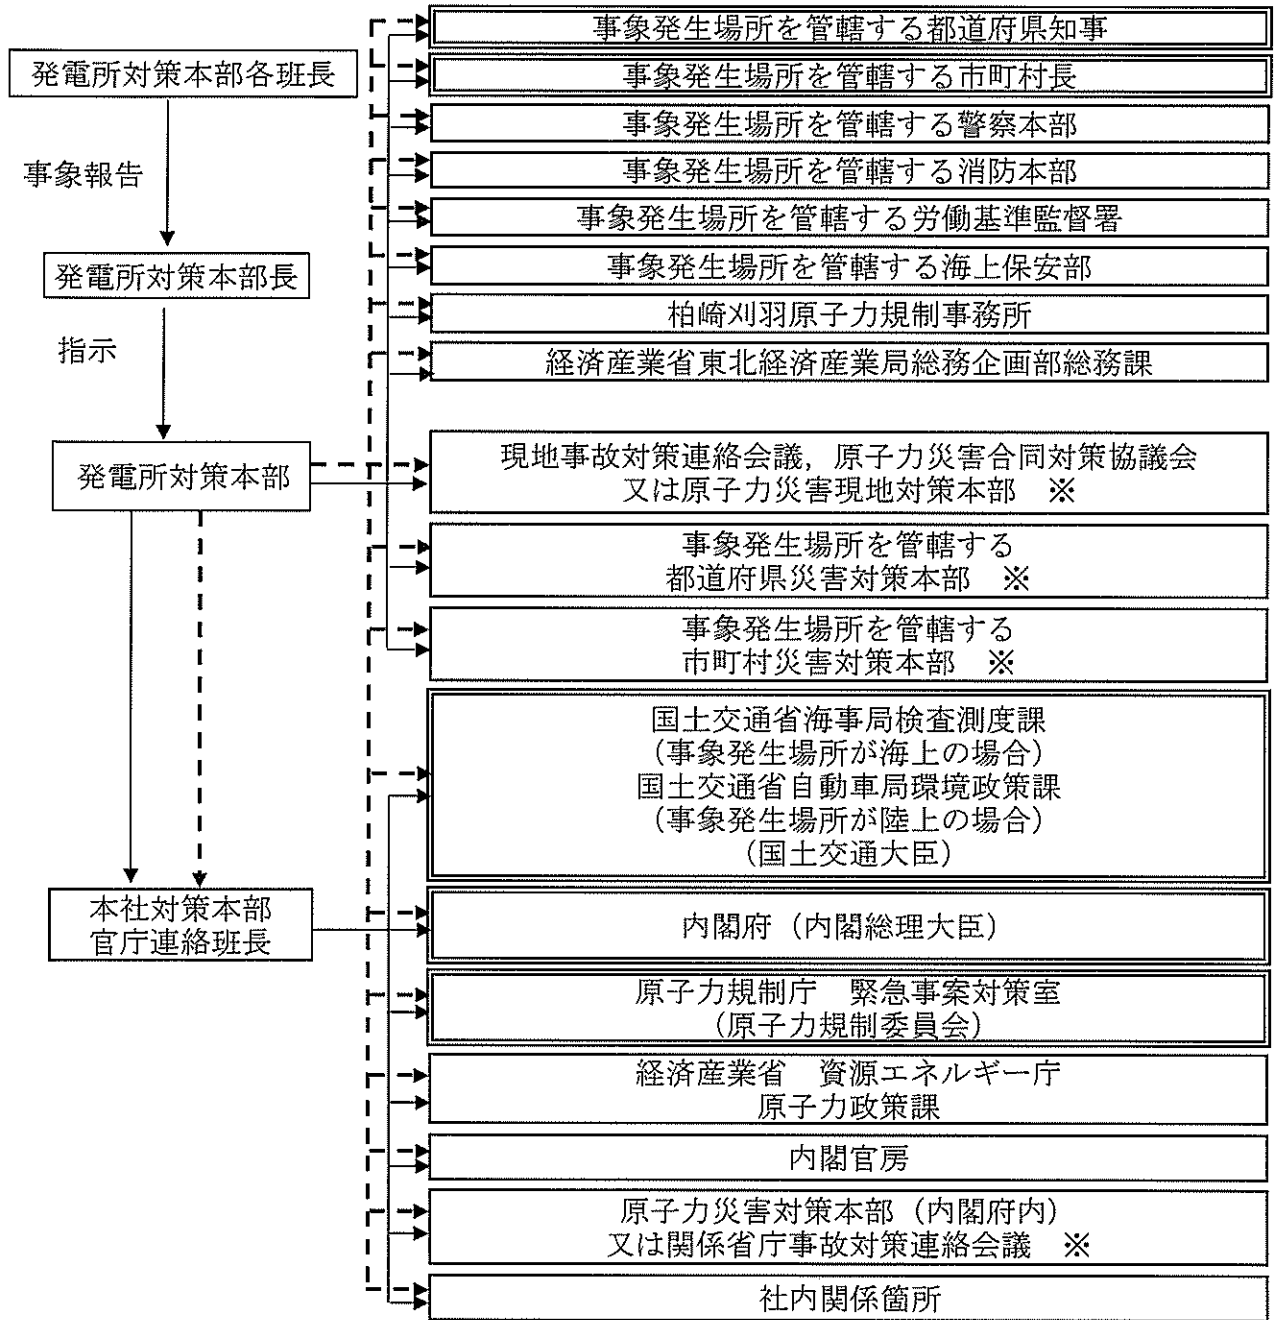 発電所対策本部各班長
事象報告
発電所対策本部長
指示
発電所対策本部
本社対策本部
官庁連絡班長
事象発生場所を管轄する都道府県知事
事象発生場所を管轄する市町村長
事象発生場所を管轄する警察本部
事象発生場所を管轄する消防本部
事象発生場所を管轄する労働基準監督署
事象発生場所を管轄する海上保安部
柏崎刈羽原子力規制事務所
経済産業省東北経済産業局総務企画部総務課
現地事故対策連絡会議，原子力災害合同対策協議会
又は原子力災害現地対策本部　※
事象発生場所を管轄する
都道府県災害対策本部　※
事象発生場所を管轄する
市町村災害対策本部　※
国土交通省海事局検査測度課
（事象発生場所が海上の場合）
国土交通省自動車局環境政策課
（事象発生場所が陸上の場合）
（国土交通大臣）
内閣府（内閣総理大臣）
原子力規制庁　緊急事案対策室
（原子力規制委員会）
経済産業省　資源エネルギー庁
原子力政策課
内閣官房
原子力災害対策本部（内閣府内）
又は関係省庁事故対策連絡会議　※
社内関係箇所